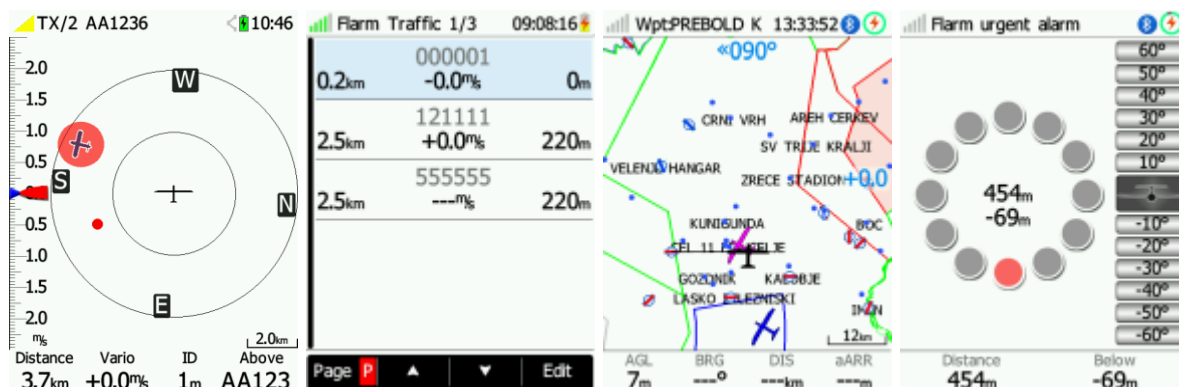 TX/2 AA1236 10:46
W
2.0
1.5
1.0
0.5
S
N
0.5
1.0
1.5
E
2.0
m/s
2.0km
Distance Vario ID Above
3.7km +0.0m/s 1m AA123
Flarm Traffic 1/3 09:08:16
000001
0.2km -0.0m/s 0m
121111
2.5km +0.0m/s 220m
555555
2.5km ---m/s 220m
Page P Edit
Wpt:PREBOLD K 13:33:52
«090°
CRNI VRH AREH CERKEV
SV TRIJE KRALJI
VELENJE HANGAR
ZRECE STADION +0.0
KUNIGUNDA
BOC
GOZDNIK KALOBJE
LASKO
12km
AGL BRG DIS aARR
7m ---° ---km ---m
Flarm urgent alarm
60°
50°
40°
30°
20°
10°
454m
-69m
-10°
-20°
-30°
-40°
-50°
-60°
Distance Below
454m -69m